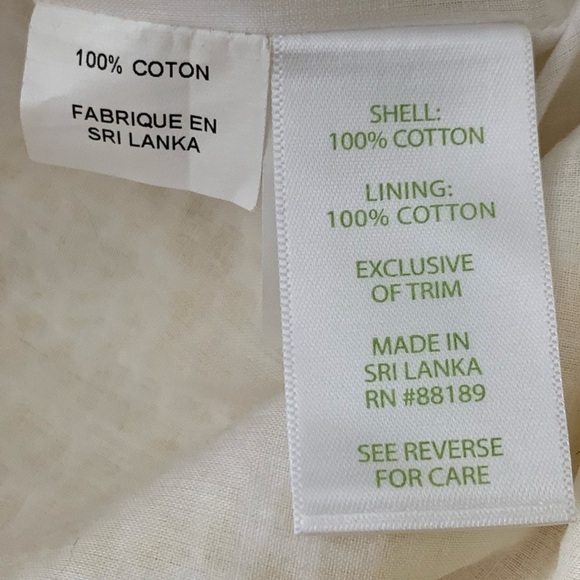 100% COTON
FABRIQUE EN
SRI LANKA
SHELL:
100% COTTON
LINING:
100% COTTON
EXCLUSIVE
OF TRIM
MADE IN
SRI LANKA
RN #88189
SEE REVERSE
FOR CARE